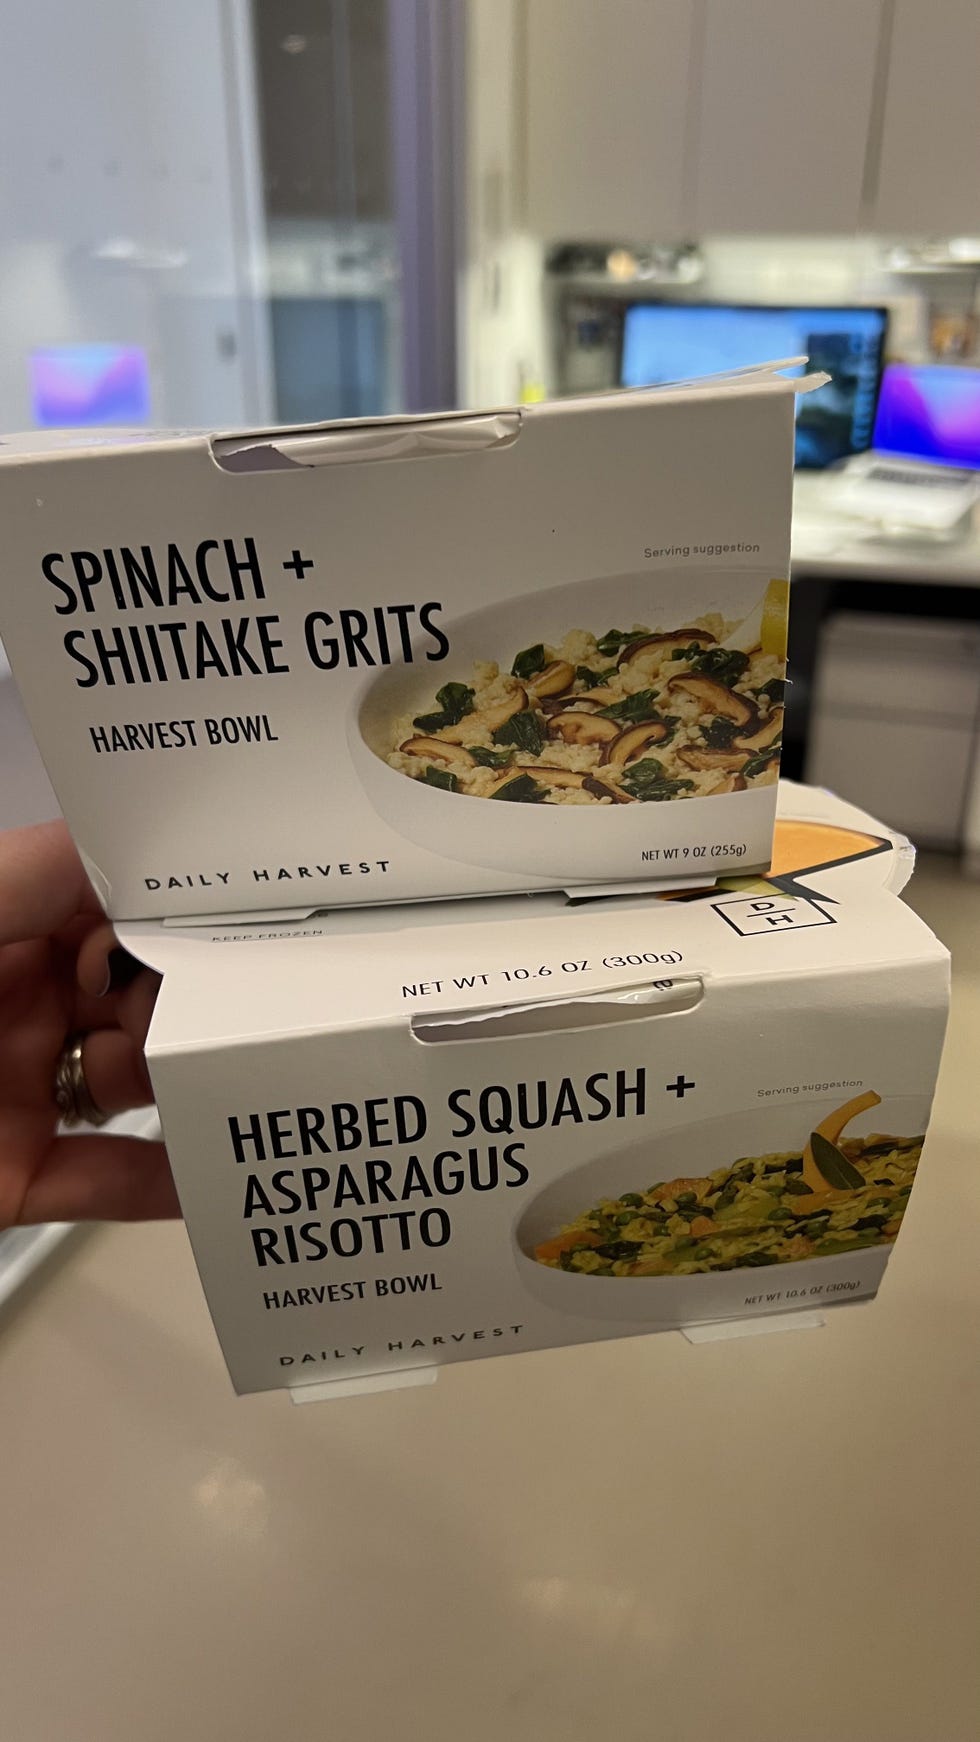 SPINACH +
SHIITAKE GRITS
HARVEST BOWL
Serving suggestion
DAILY HARVEST
NET WT 9 OZ (255g)
KEEP FROZEN
D
H
NET WT 10.6 OZ (300g)
HERBED SQUASH +
ASPARAGUS
RISOTTO
HARVEST BOWL
Serving suggestion
DAILY HARVEST
NET WT 10.6 OZ (300g)